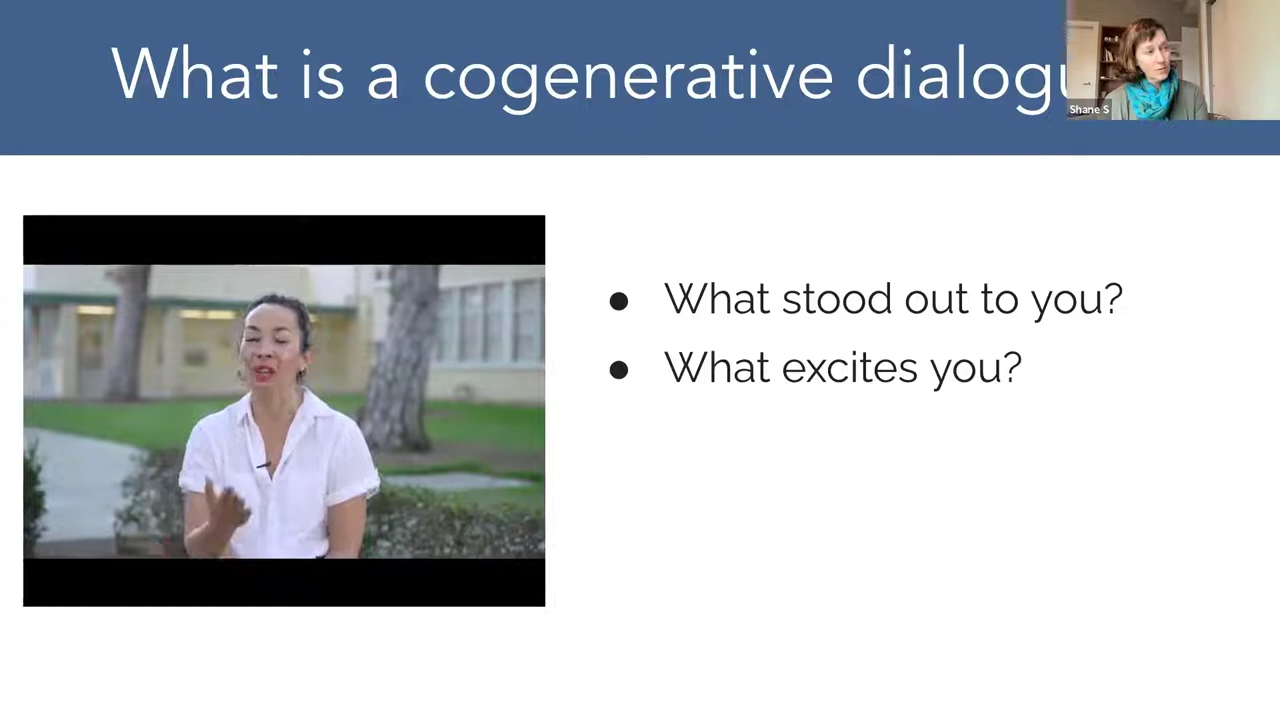 What is a cogenerative dialogu
Shane S
● What stood out to you?
● What excites you?